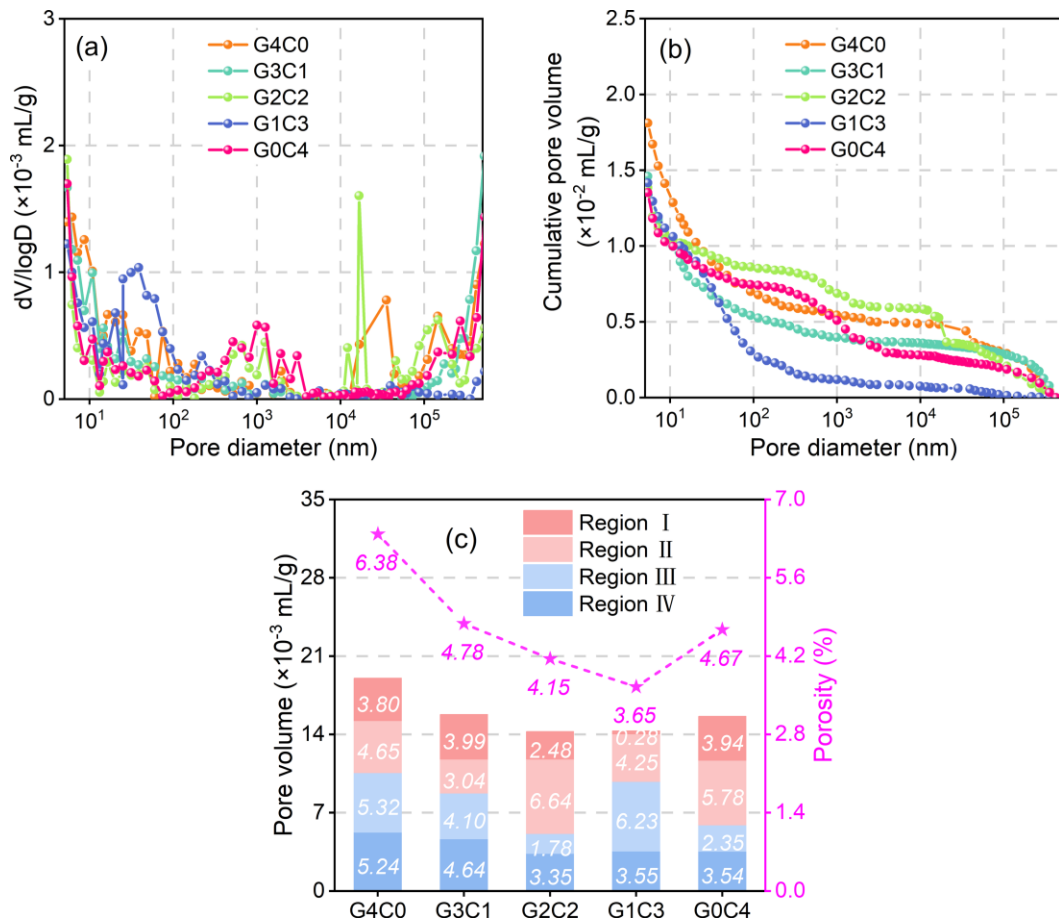 (a)
G4C0
G3C1
G2C2
G1C3
G0C4
3
2
1
0
dV/logD (×10⁻³ mL/g)
10¹ 10² 10³ 10⁴ 10⁵
Pore diameter (nm)
(b)
G4C0
G3C1
G2C2
G1C3
G0C4
2.5
2.0
1.5
1.0
0.5
0.0
Cumulative pore volume
(×10⁻² mL/g)
10¹ 10² 10³ 10⁴ 10⁵
Pore diameter (nm)
(c)
Region Ⅰ
Region Ⅱ
Region Ⅲ
Region Ⅳ
35
28
21
14
7
0
Pore volume (×10⁻³ mL/g)
7.0
5.6
4.2
2.8
1.4
0.0
Porosity (%)
6.38
4.78
4.15
3.65
4.67
3.80
4.65
5.32
5.24
3.99
3.04
4.10
4.64
2.48
6.64
1.78
3.35
0.28
4.25
6.23
3.55
3.94
5.78
2.35
3.54
G4C0 G3C1 G2C2 G1C3 G0C4